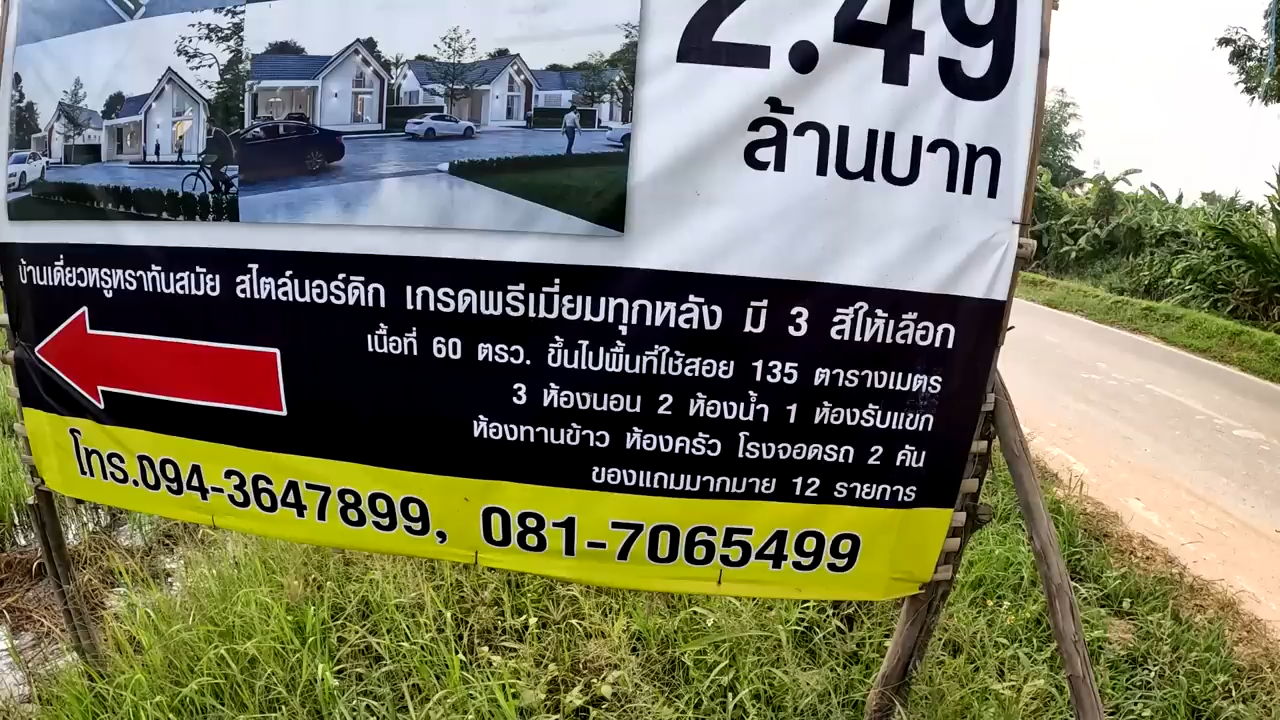 2.49
ล้านบาท
บ้านเดี่ยวหรูหราทันสมัย สไตล์นอร์ดิก เกรดพรีเมี่ยมทุกหลัง มี 3 สีให้เลือก
เนื้อที่ 60 ตรว. ขึ้นไปพื้นที่ใช้สอย 135 ตารางเมตร
3 ห้องนอน 2 ห้องน้ำ 1 ห้องรับแขก
ห้องทานข้าว ห้องครัว โรงจอดรถ 2 คัน
ของแถมมากมาย 12 รายการ
โทร.094-3647899, 081-7065499